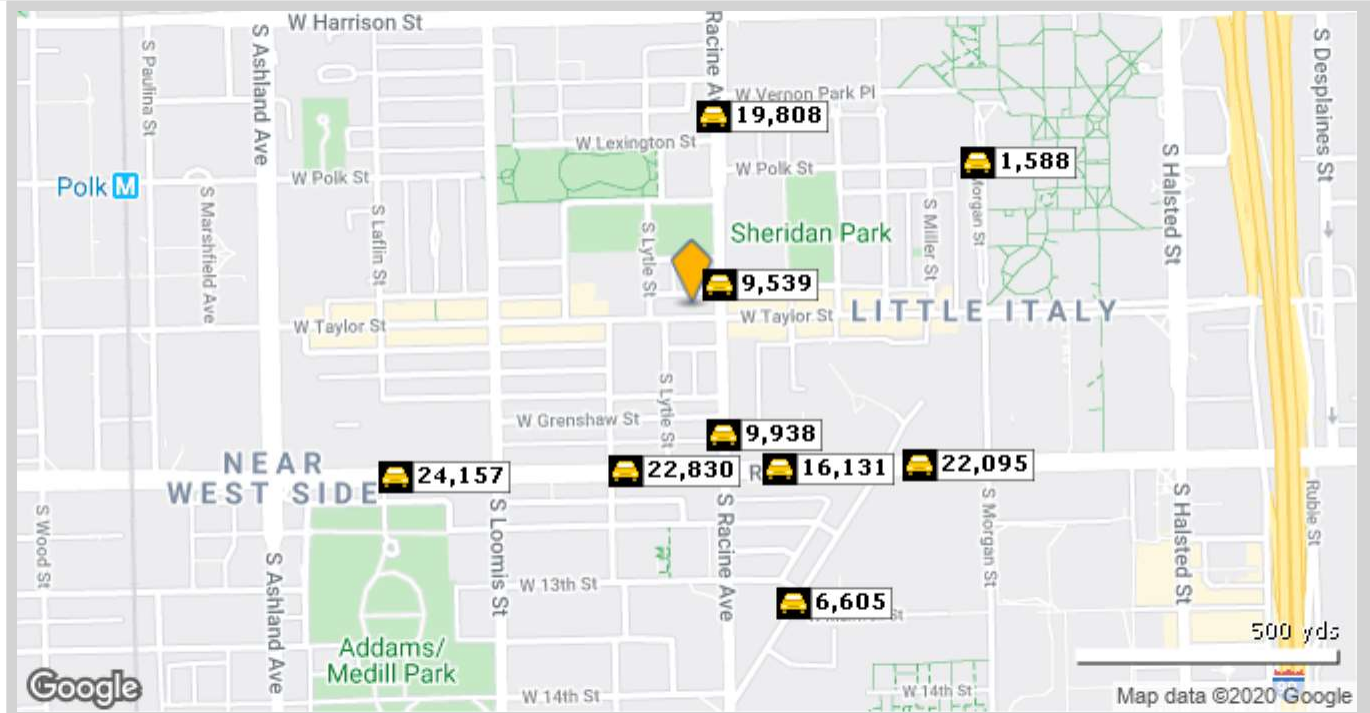 W Harrison St
S Ashland Ave
S Paulina St
Racine Av
S Desplaines St
W Vernon Park Pl
19,808
W Lexington St
W Polk St
1,588
S Halsted St
Polk M
W Polk St
S Marshfield Ave
S Laflin St
S Lytle St
Sheridan Park
S Miller St
Morgan St
9,539
W Taylor St
W Taylor St
LITTLE ITALY
S Lytle St
W Grenshaw St
9,938
NEAR
WEST SIDE
24,157
22,830
R
16,131
22,095
S Wood St
S Ashland Ave
S Loomis St
S Racine Ave
S Morgan St
S Halsted St
Ruble St
W 13th St
6,605
Addams/
Medill Park
500 yds
W 14th St
W 14th St
Google
Map data ©2020 Google